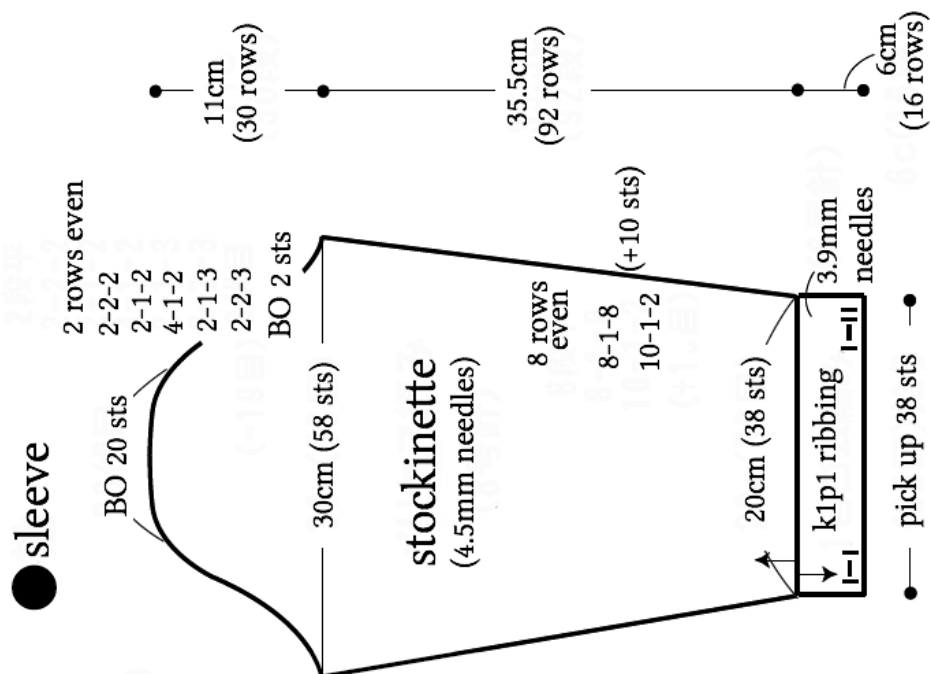 sleeve
BO 20 sts
2 rows even
2-2-2
2-1-2
4-1-2
2-1-3
2-2-3
BO 2 sts
11cm
(30 rows)
30cm (58 sts)
stockinette
(4.5mm needles)
35.5cm
(92 rows)
8 rows
even
8-1-8
10-1-2
(+10 sts)
20cm (38 sts)
k1p1 ribbing
3.9mm
needles
6cm
(16 rows)
pick up 38 sts